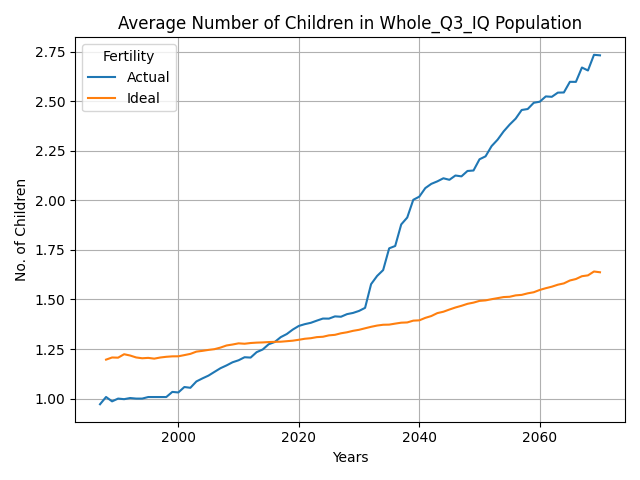 Average Number of Children in Whole_Q3_IQ Population
Fertility
Actual
Ideal
No. of Children
2.75
2.50
2.25
2.00
1.75
1.50
1.25
1.00
2000
2020
2040
2060
Years